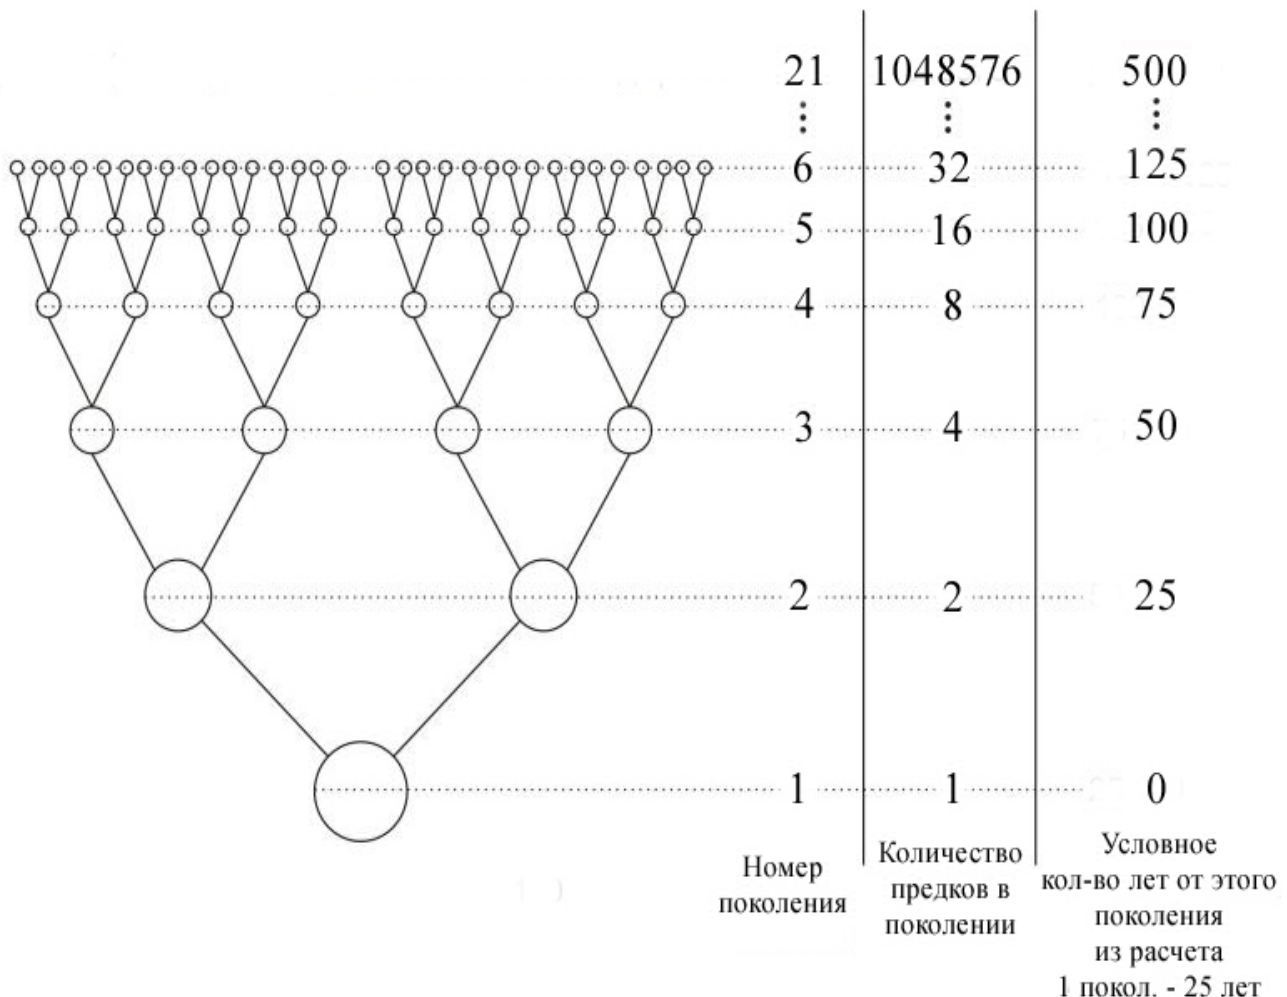 21 1048576 500
6 32 125
5 16 100
4 8 75
3 4 50
2 2 25
1 1 0
Номер
поколения
Количество
предков в
поколении
Условное
кол-во лет от этого
поколения
из расчета
1 покол. - 25 лет